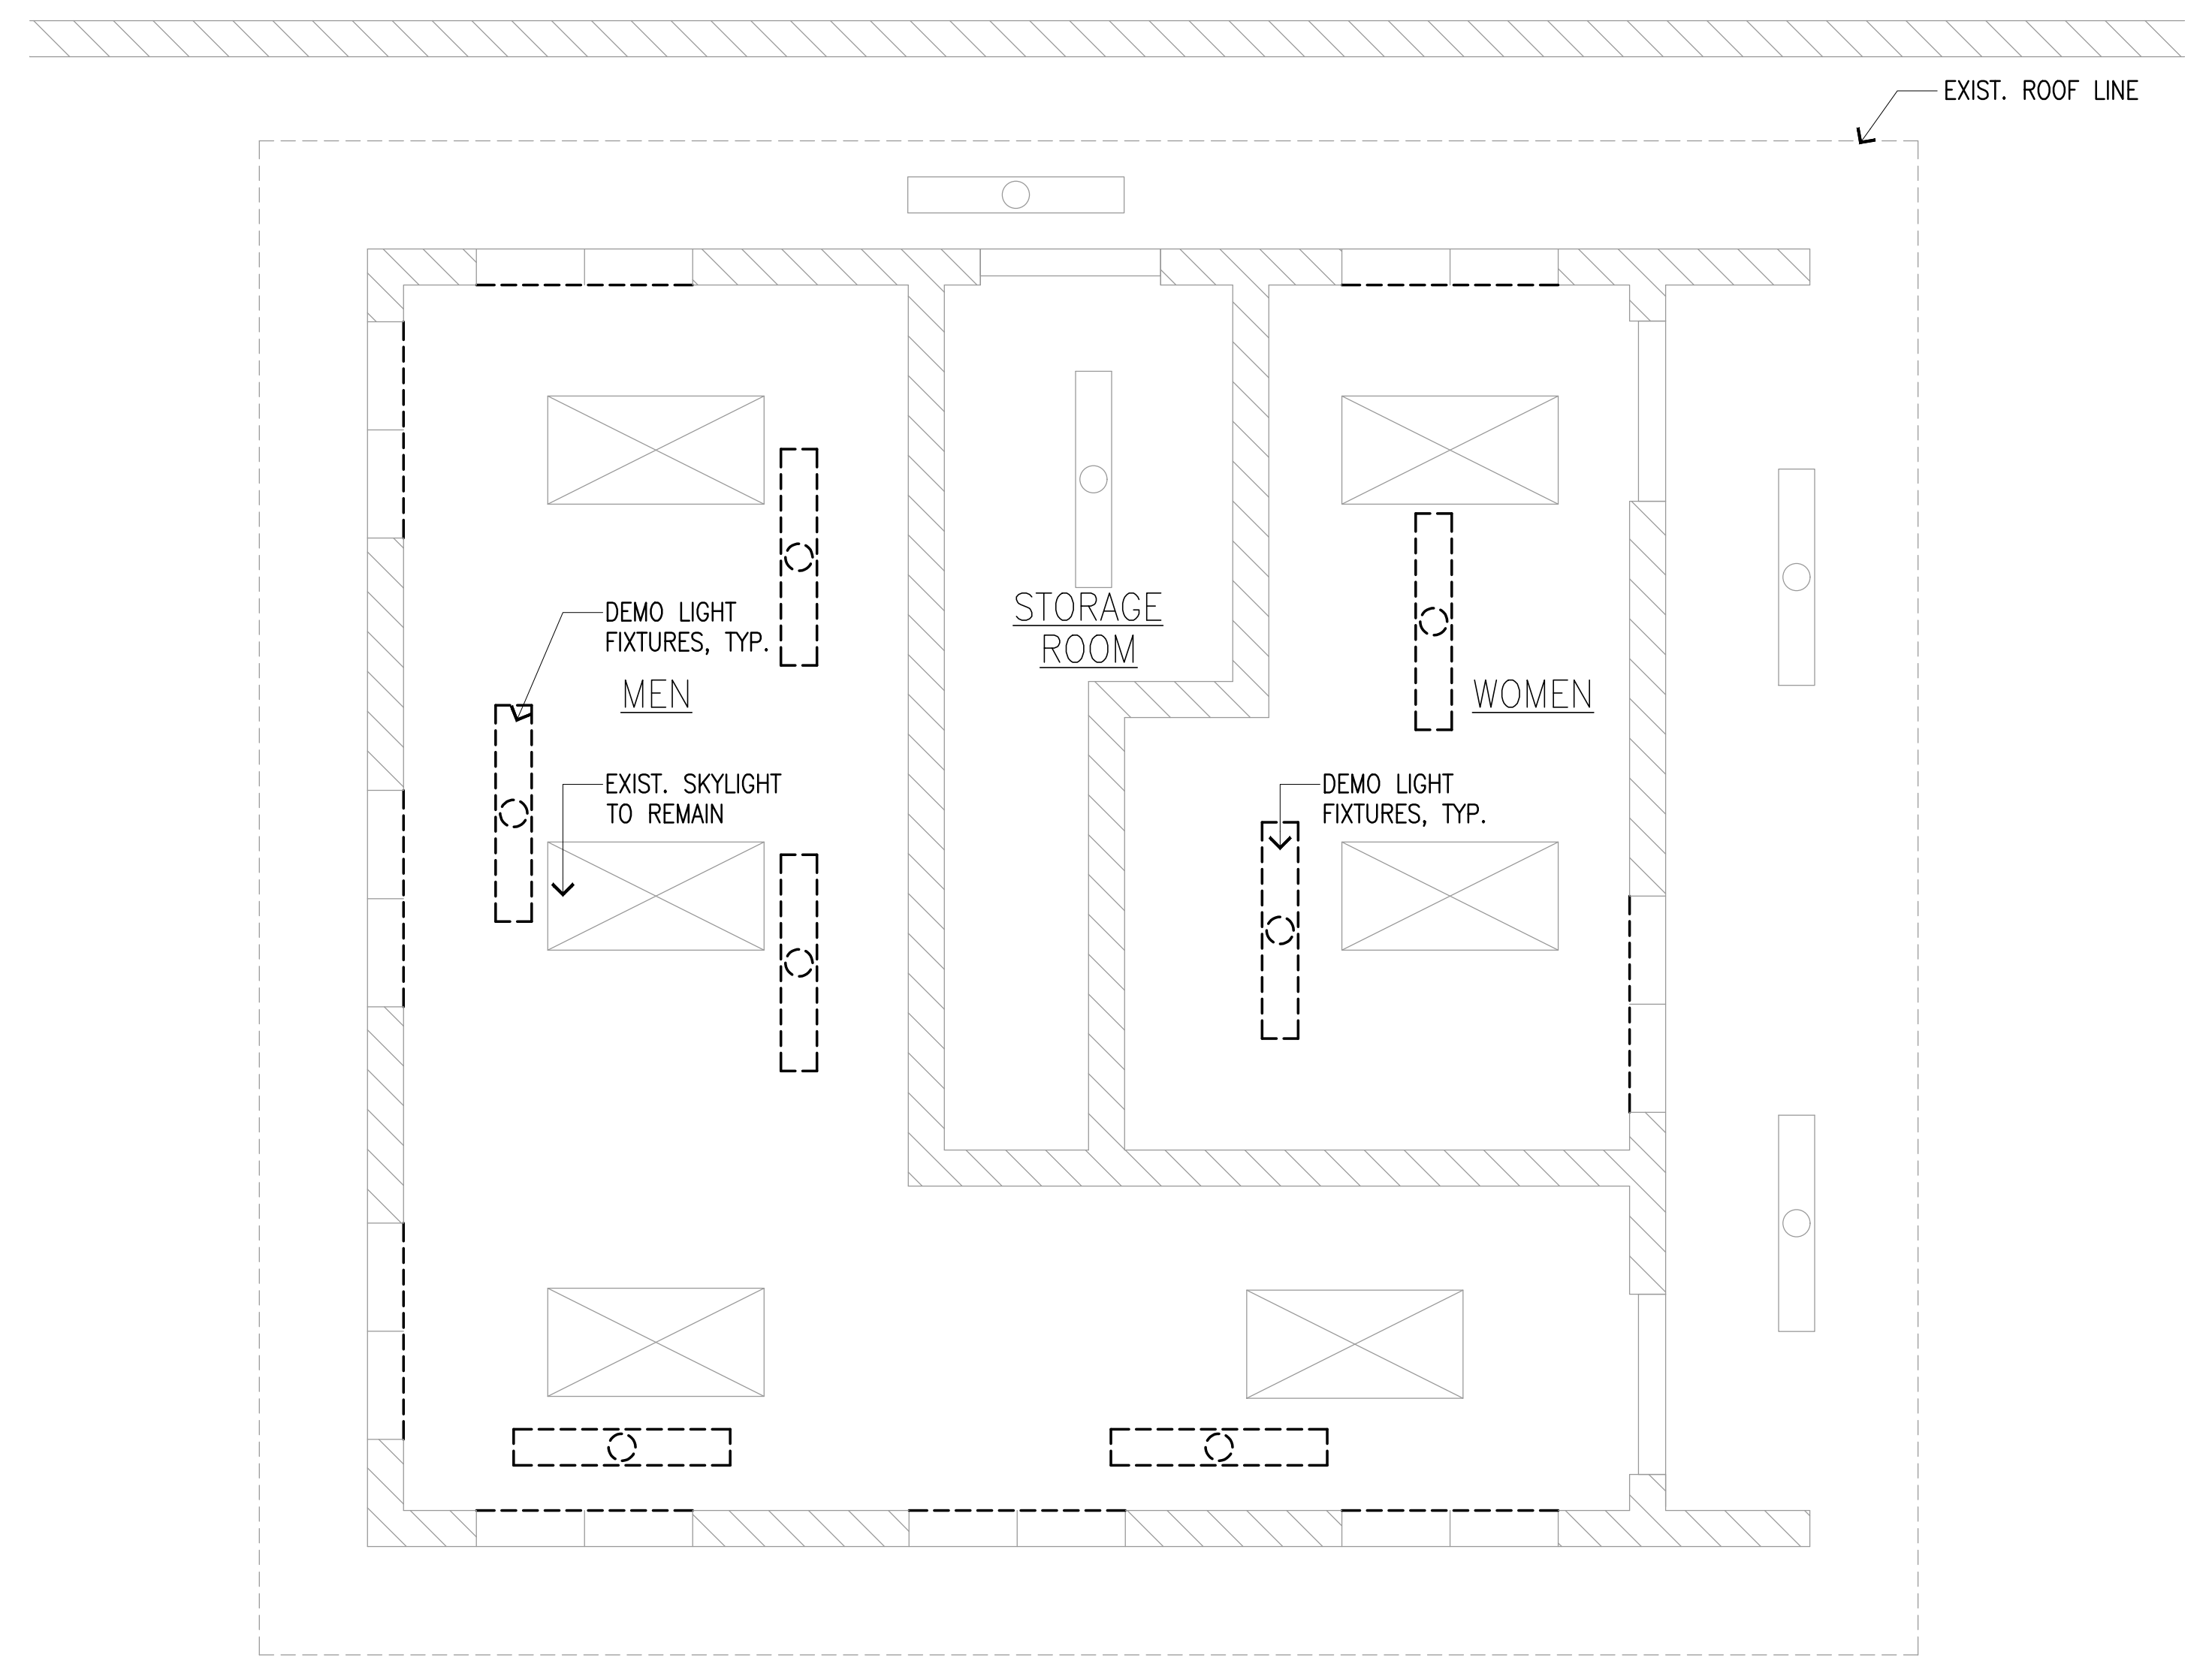 EXIST. ROOF LINE
DEMO LIGHT
FIXTURES, TYP.
STORAGE
ROOM
MEN
WOMEN
EXIST. SKYLIGHT
TO REMAIN
DEMO LIGHT
FIXTURES, TYP.